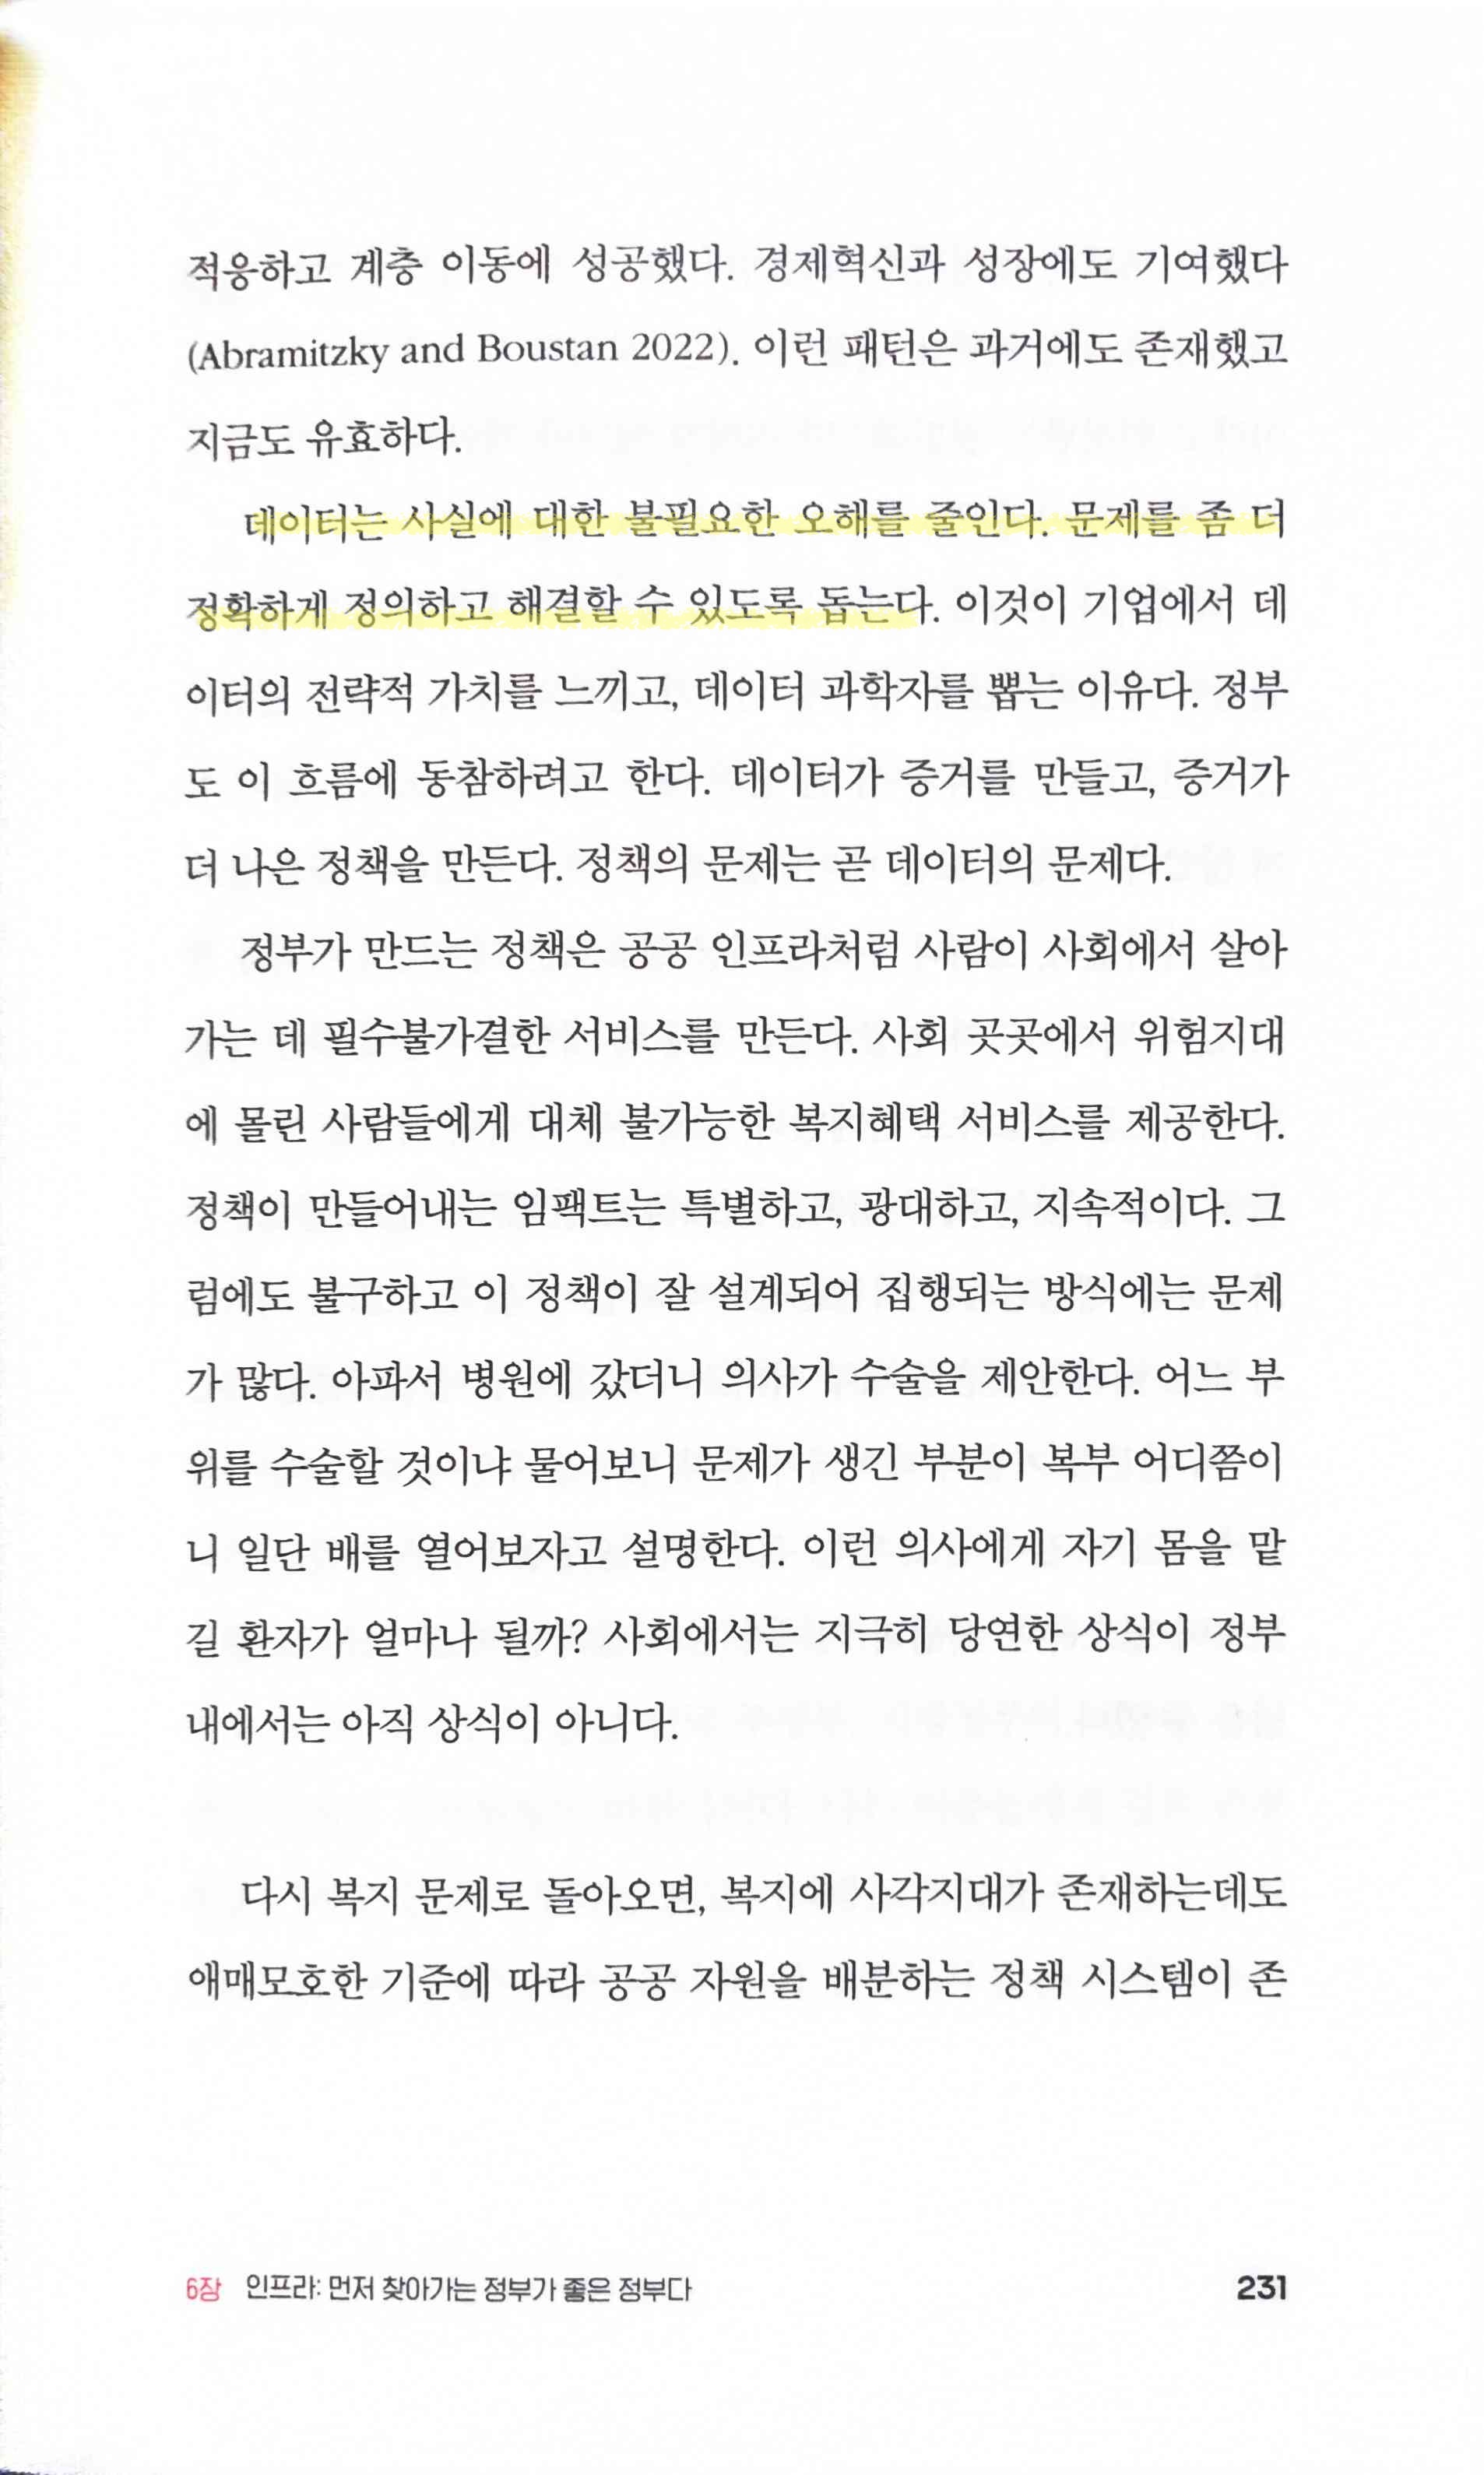 적응하고 계층 이동에 성공했다. 경제혁신과 성장에도 기여했다
(Abramitzky and Boustan 2022). 이런 패턴은 과거에도 존재했고
지금도 유효하다.
데이터는 사실에 대한 불필요한 오해를 줄인다. 문제를 좀 더
정확하게 정의하고 해결할 수 있도록 돕는다. 이것이 기업에서 데
이터의 전략적 가치를 느끼고, 데이터 과학자를 뽑는 이유다. 정부
도 이 흐름에 동참하려고 한다. 데이터가 증거를 만들고, 증거가
더 나은 정책을 만든다. 정책의 문제는 곧 데이터의 문제다.
정부가 만드는 정책은 공공 인프라처럼 사람이 사회에서 살아
가는 데 필수불가결한 서비스를 만든다. 사회 곳곳에서 위험지대
에 몰린 사람들에게 대체 불가능한 복지혜택 서비스를 제공한다.
정책이 만들어내는 임팩트는 특별하고, 광대하고, 지속적이다. 그
럼에도 불구하고 이 정책이 잘 설계되어 집행되는 방식에는 문제
가 많다. 아파서 병원에 갔더니 의사가 수술을 제안한다. 어느 부
위를 수술할 것이냐 물어보니 문제가 생긴 부분이 복부 어디쯤이
니 일단 배를 열어보자고 설명한다. 이런 의사에게 자기 몸을 맡
길 환자가 얼마나 될까? 사회에서는 지극히 당연한 상식이 정부
내에서는 아직 상식이 아니다.
다시 복지 문제로 돌아오면, 복지에 사각지대가 존재하는데도
애매모호한 기준에 따라 공공 자원을 배분하는 정책 시스템이 존
6장 인프라: 먼저 찾아가는 정부가 좋은 정부다 231